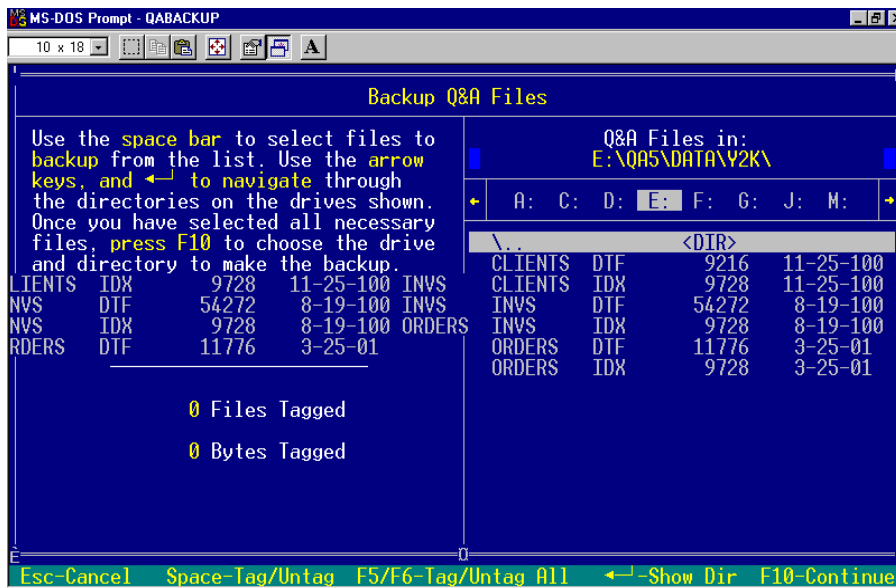 MS-DOS Prompt - QABACKUP
10 x 18
A
Backup Q&A Files
Use the space bar to select files to
backup from the list. Use the arrow
keys, and ◄─┘ to navigate through
the directories on the drives shown.
Once you have selected all necessary
files, press F10 to choose the drive
and directory to make the backup.
LIENTS IDX 9728 11-25-100 INVS
NVS DTF 54272 8-19-100 INVS
NVS IDX 9728 8-19-100 ORDERS
RDERS DTF 11776 3-25-01
0 Files Tagged
0 Bytes Tagged
Q&A Files in:
E:\QA5\DATA\Y2K\
A: C: D: E: F: G: J: M:
\.. <DIR>
CLIENTS DTF 9216 11-25-100
CLIENTS IDX 9728 11-25-100
INVS DTF 54272 8-19-100
INVS IDX 9728 8-19-100
ORDERS DTF 11776 3-25-01
ORDERS IDX 9728 3-25-01
Esc-Cancel Space-Tag/Untag F5/F6-Tag/Untag All ◄─┘-Show Dir F10-Continue